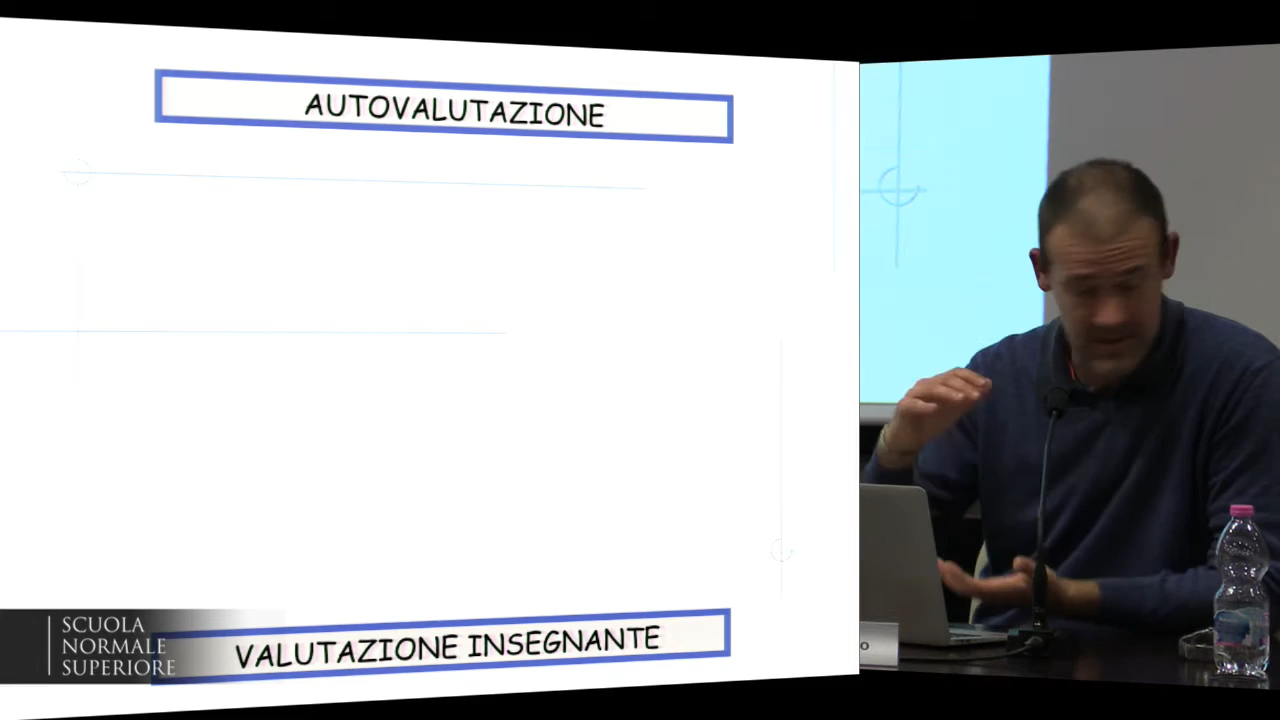 AUTOVALUTAZIONE
SCUOLA
NORMALE
SUPERIORE
VALUTAZIONE INSEGNANTE
O